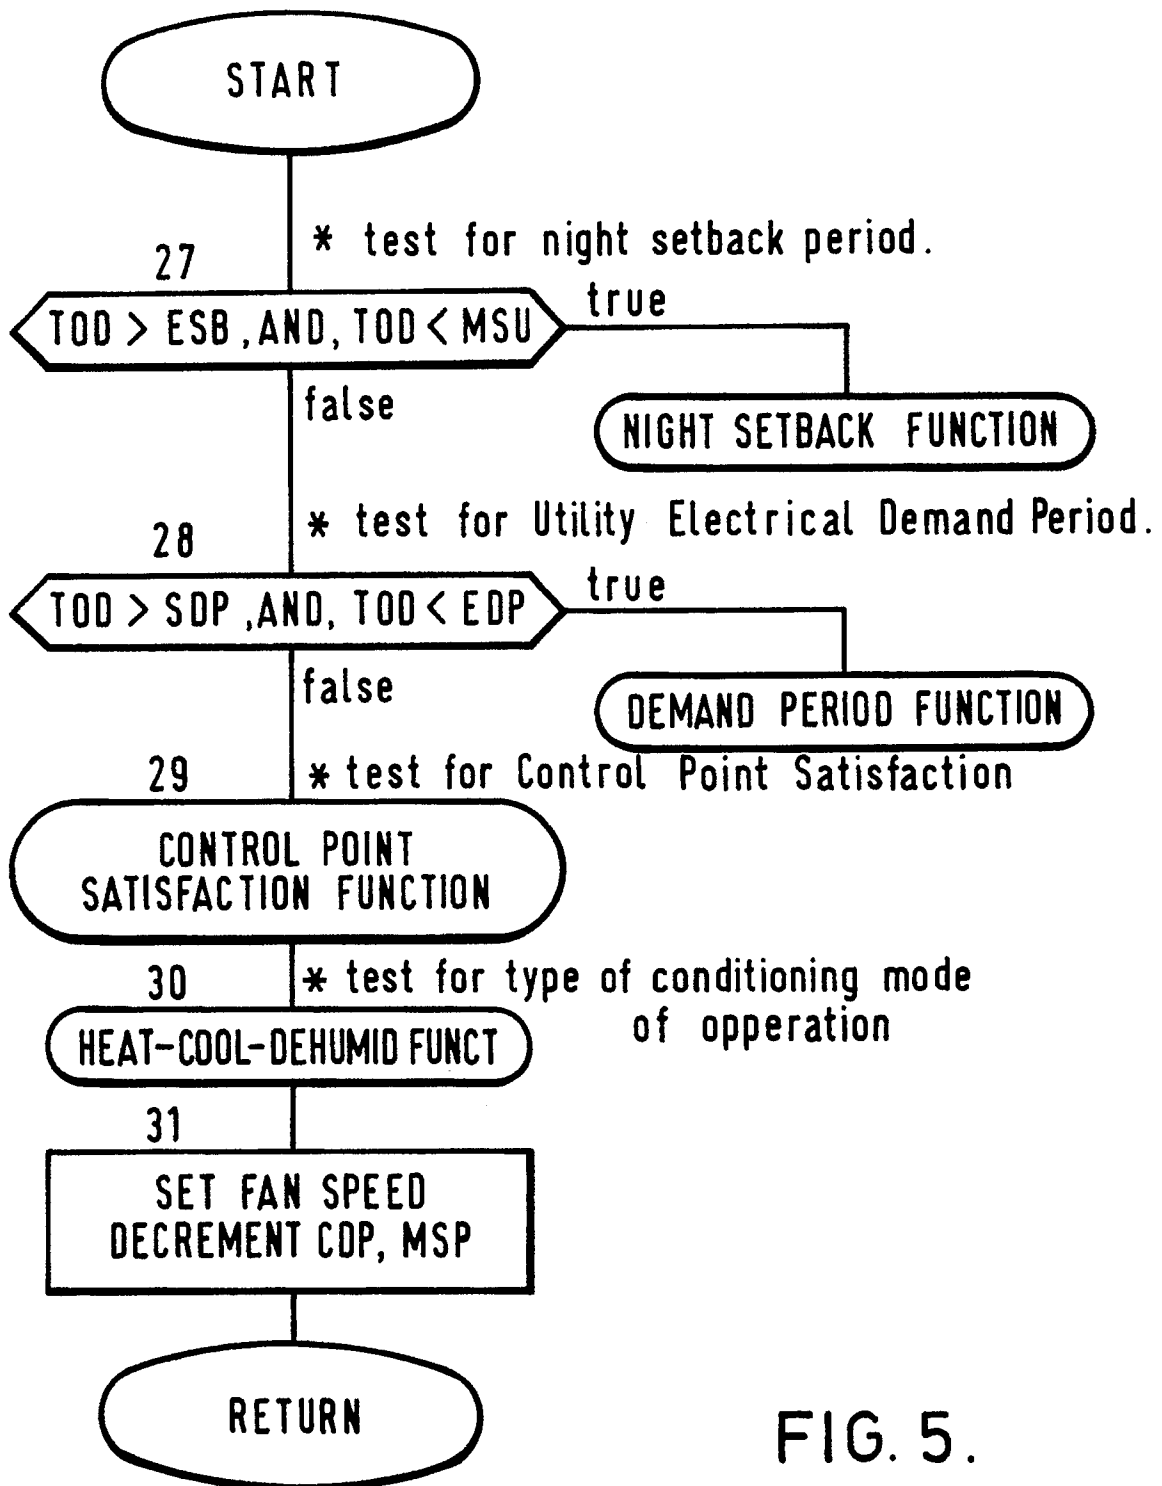 START
* test for night setback period.
27
TOD > ESB , AND, TOD < MSU
true
false
NIGHT SETBACK FUNCTION
* test for Utility Electrical Demand Period.
28
TOD > SDP , AND, TOD < EDP
true
false
DEMAND PERIOD FUNCTION
29
* test for Control Point Satisfaction
CONTROL POINT
SATISFACTION FUNCTION
30
* test for type of conditioning mode
of opperation
HEAT-COOL-DEHUMID FUNCT
31
SET FAN SPEED
DECREMENT CDP, MSP
RETURN
FIG. 5.